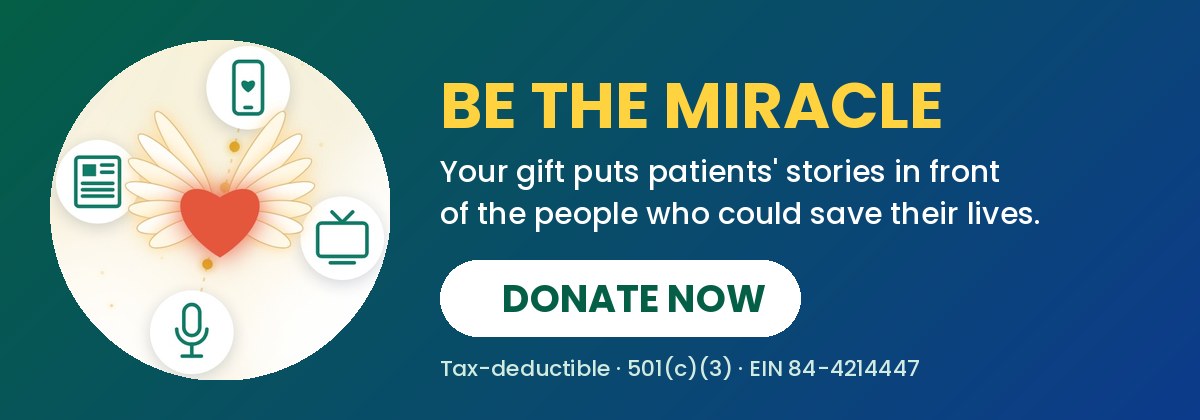 BE THE MIRACLE
Your gift puts patients' stories in front
of the people who could save their lives.
DONATE NOW
Tax-deductible · 501(c)(3) · EIN 84-4214447